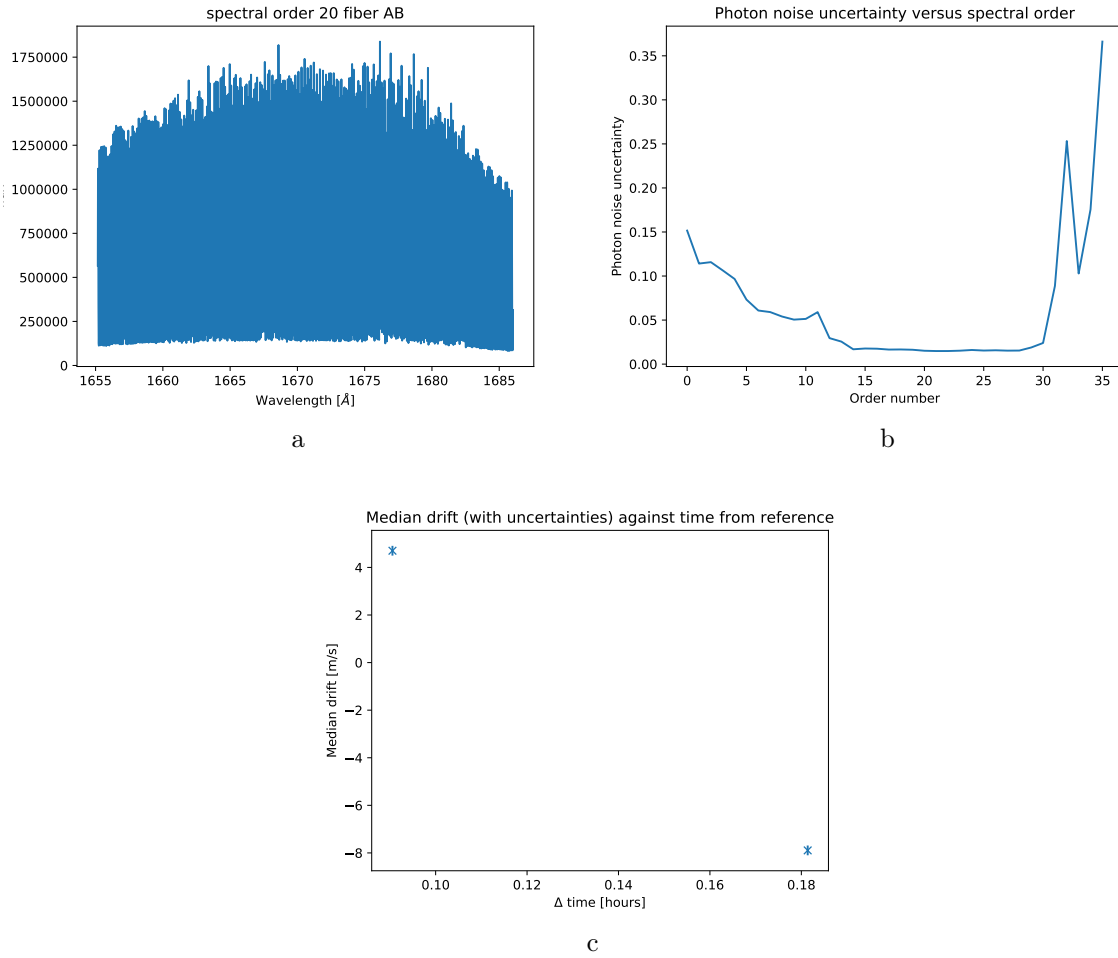 spectral order 20 fiber AB
1750000
1500000
1250000
1000000
750000
500000
250000
0
1655 1660 1665 1670 1675 1680 1685
Wavelength [Å]
a
Photon noise uncertainty versus spectral order
Photon noise uncertainty
0.35
0.30
0.25
0.20
0.15
0.10
0.05
0.00
0 5 10 15 20 25 30 35
Order number
b
Median drift (with uncertainties) against time from reference
Median drift [m/s]
4
2
0
−2
−4
−6
−8
0.10 0.12 0.14 0.16 0.18
Δ time [hours]
c